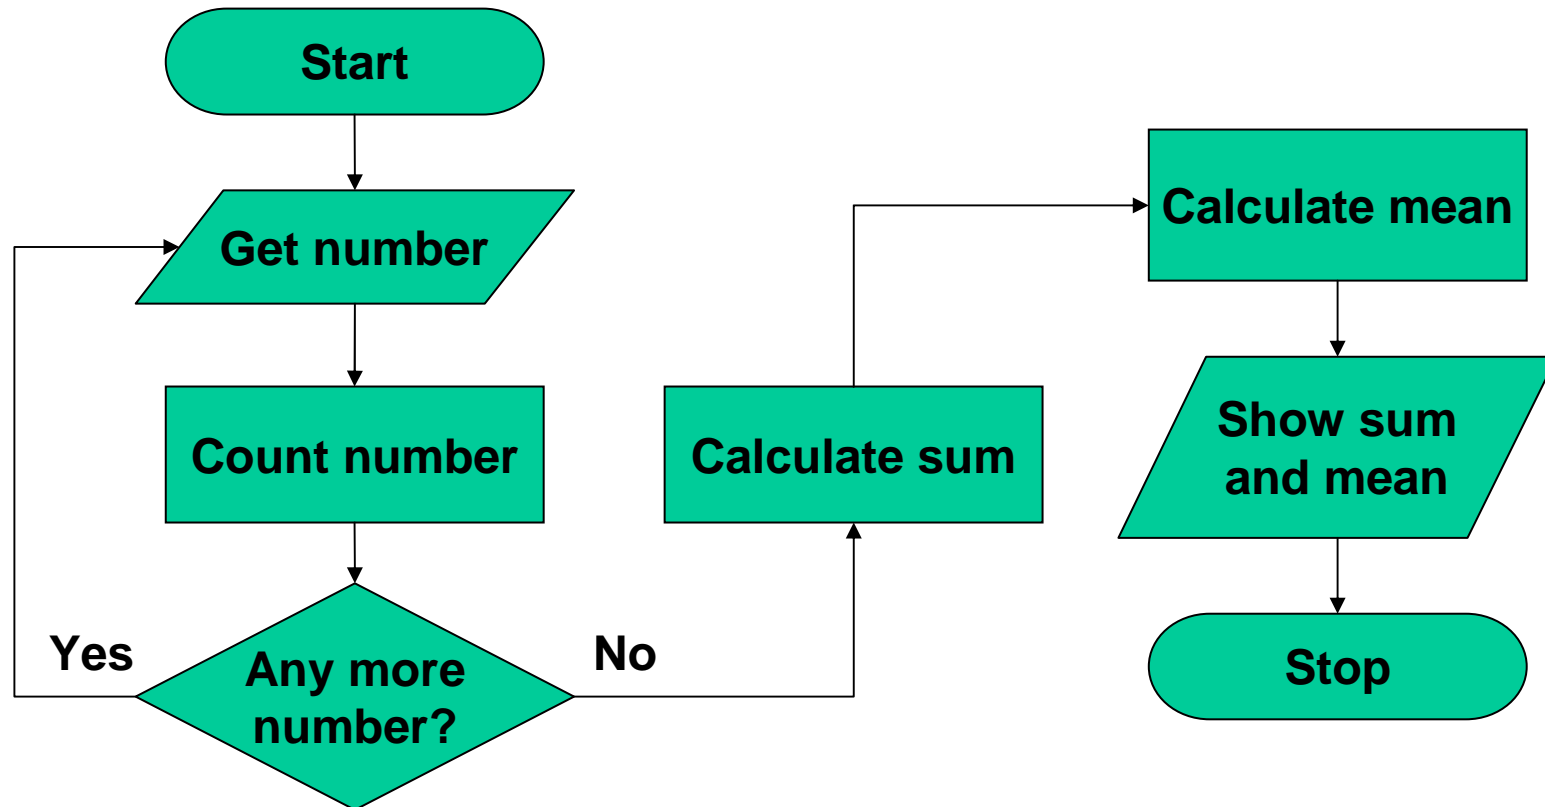 Start
Get number
Count number
Any more
number?
Yes
No
Calculate sum
Calculate mean
Show sum
and mean
Stop